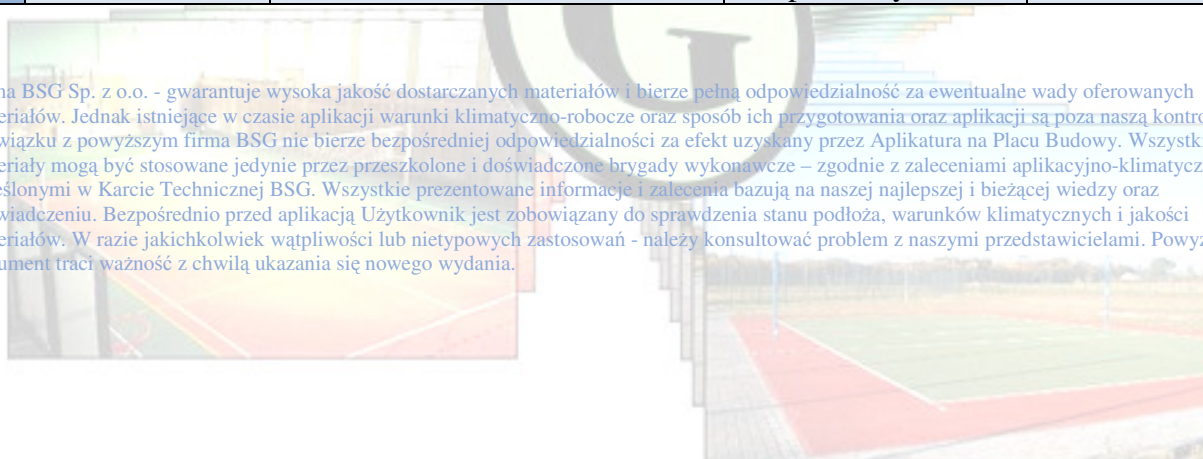 G
na BSG Sp. z o.o. - gwarantuje wysoka jakość dostarczanych materiałów i bierze pełną odpowiedzialność za ewentualne wady oferowanych
eriałów. Jednak istniejące w czasie aplikacji warunki klimatyczno-robocze oraz sposób ich przygotowania oraz aplikacji są poza naszą kontro
wiązku z powyższym firma BSG nie bierze bezpośredniej odpowiedzialności za efekt uzyskany przez Aplikatura na Placu Budowy. Wszystki
eriały mogą być stosowane jedynie przez przeszkolone i doświadczone brygady wykonawcze – zgodnie z zaleceniami aplikacyjno-klimatycz
eślonymi w Karcie Technicznej BSG. Wszystkie prezentowane informacje i zalecenia bazują na naszej najlepszej i bieżącej wiedzy oraz
wiadczeniu. Bezpośrednio przed aplikacją Użytkownik jest zobowiązany do sprawdzenia stanu podłoża, warunków klimatycznych i jakości
eriałów. W razie jakichkolwiek wątpliwości lub nietypowych zastosowań - należy konsultować problem z naszymi przedstawicielami. Powyż
ument traci ważność z chwilą ukazania się nowego wydania.